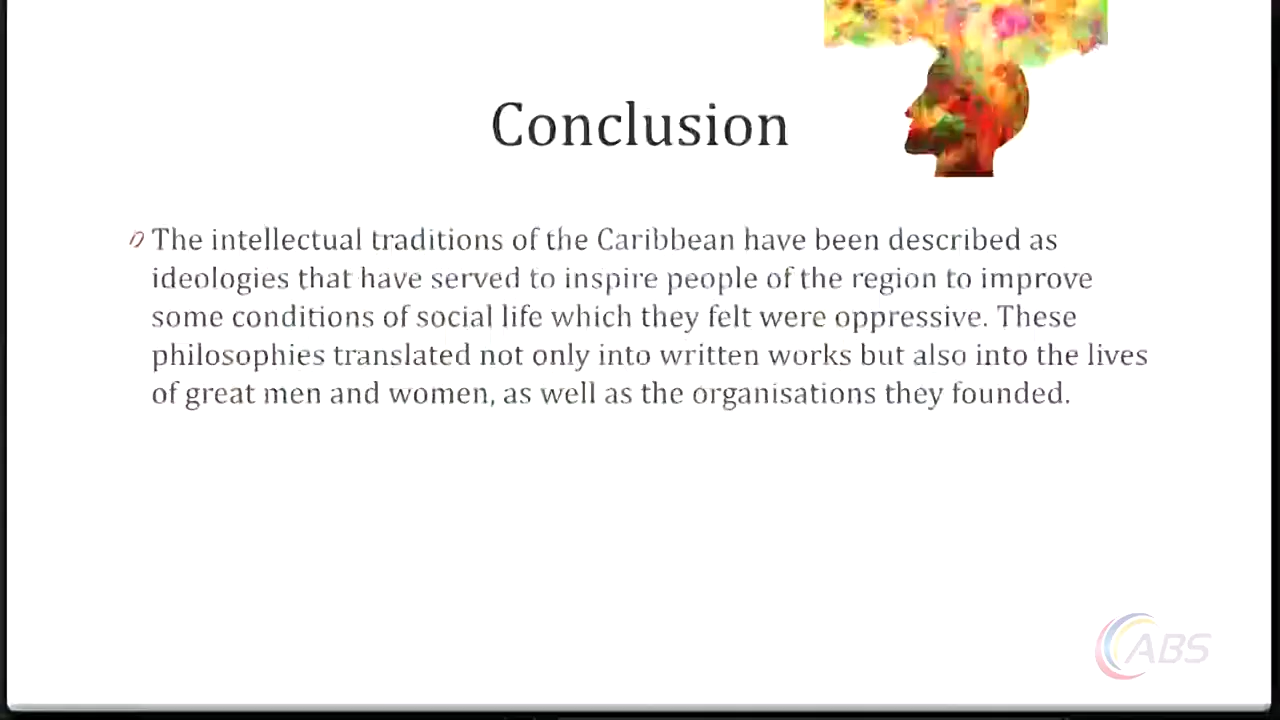 Conclusion
The intellectual traditions of the Caribbean have been described as
ideologies that have served to inspire people of the region to improve
some conditions of social life which they felt were oppressive. These
philosophies translated not only into written works but also into the lives
of great men and women, as well as the organisations they founded.
ABS